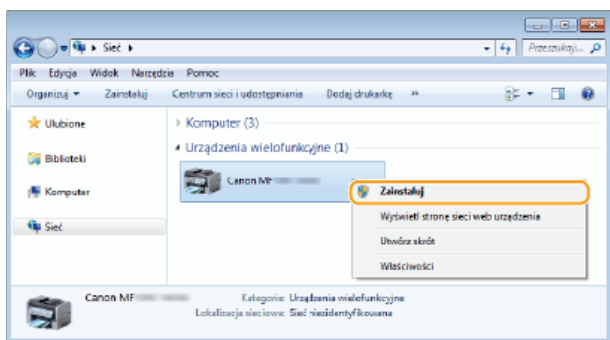 Sieć
Przeszukaj...
Plik Edycja Widok Narzędzia Pomoc
Organizuj Zainstaluj Centrum sieci i udostępniania Dodaj drukarkę »
Ulubione
Biblioteki
Komputer
Sieć
Komputer (3)
Urządzenia wielofunkcyjne (1)
Canon MF
Zainstaluj
Wyświetl stronę sieci web urządzenia
Utwórz skrót
Właściwości
Canon MF
Kategorie: Urządzenia wielofunkcyjne
Lokalizacja sieciowa: Sieć niezidentyfikowana